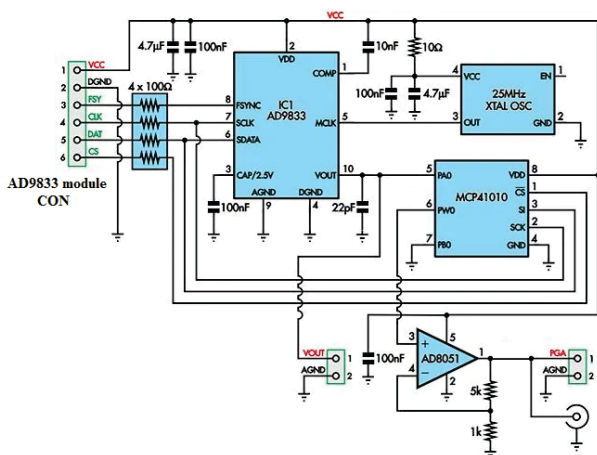 VCC
4.7µF
100nF
10nF
10Ω
2
VDD
COMP
1
IC1
AD9833
100nF
4.7µF
4
VCC
EN
1
25MHz
XTAL OSC
3
OUT
GND
2
1
VCC
2
DGND
3
FSY
4
CLK
5
DAT
6
CS
4 x 100Ω
AD9833 module
CON
8
FSYNC
7
SCLK
6
SDATA
MCLK
5
3
CAP/2.5V
VOUT
10
AGND
DGND
9
4
100nF
22pF
5
PA0
VDD
8
MCP41010
CS
1
6
PW0
SI
3
SCK
2
7
PB0
GND
4
VOUT
1
AGND
2
100nF
3
+
5
AD8051
1
4
−
2
5k
1k
PGA
1
AGND
2